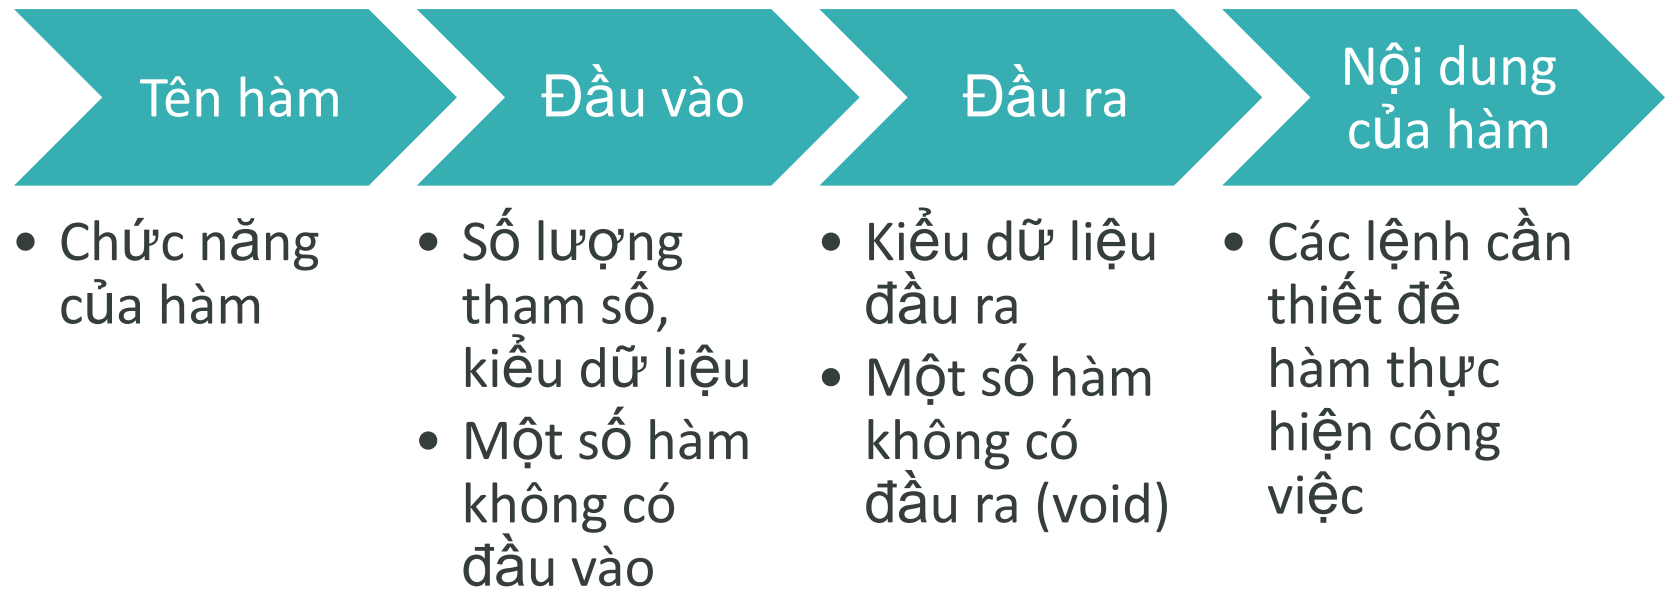 Tên hàm
Đầu vào
Đầu ra
Nội dung
của hàm
• Chức năng
của hàm
• Số lượng
tham số,
kiểu dữ liệu
• Một số hàm
không có
đầu vào
• Kiểu dữ liệu
đầu ra
• Một số hàm
không có
đầu ra (void)
• Các lệnh cần
thiết để
hàm thực
hiện công
việc